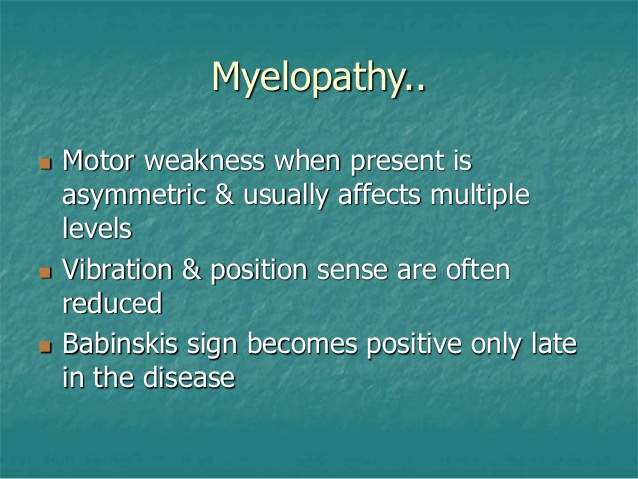 Myelopathy..
Motor weakness when present is
asymmetric & usually affects multiple
levels
Vibration & position sense are often
reduced
Babinskis sign becomes positive only late
in the disease